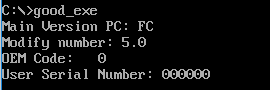 C:\>good_exe
Main Version PC: FC
Modify number: 5.0
OEM Code:   0
User Serial Number: 000000